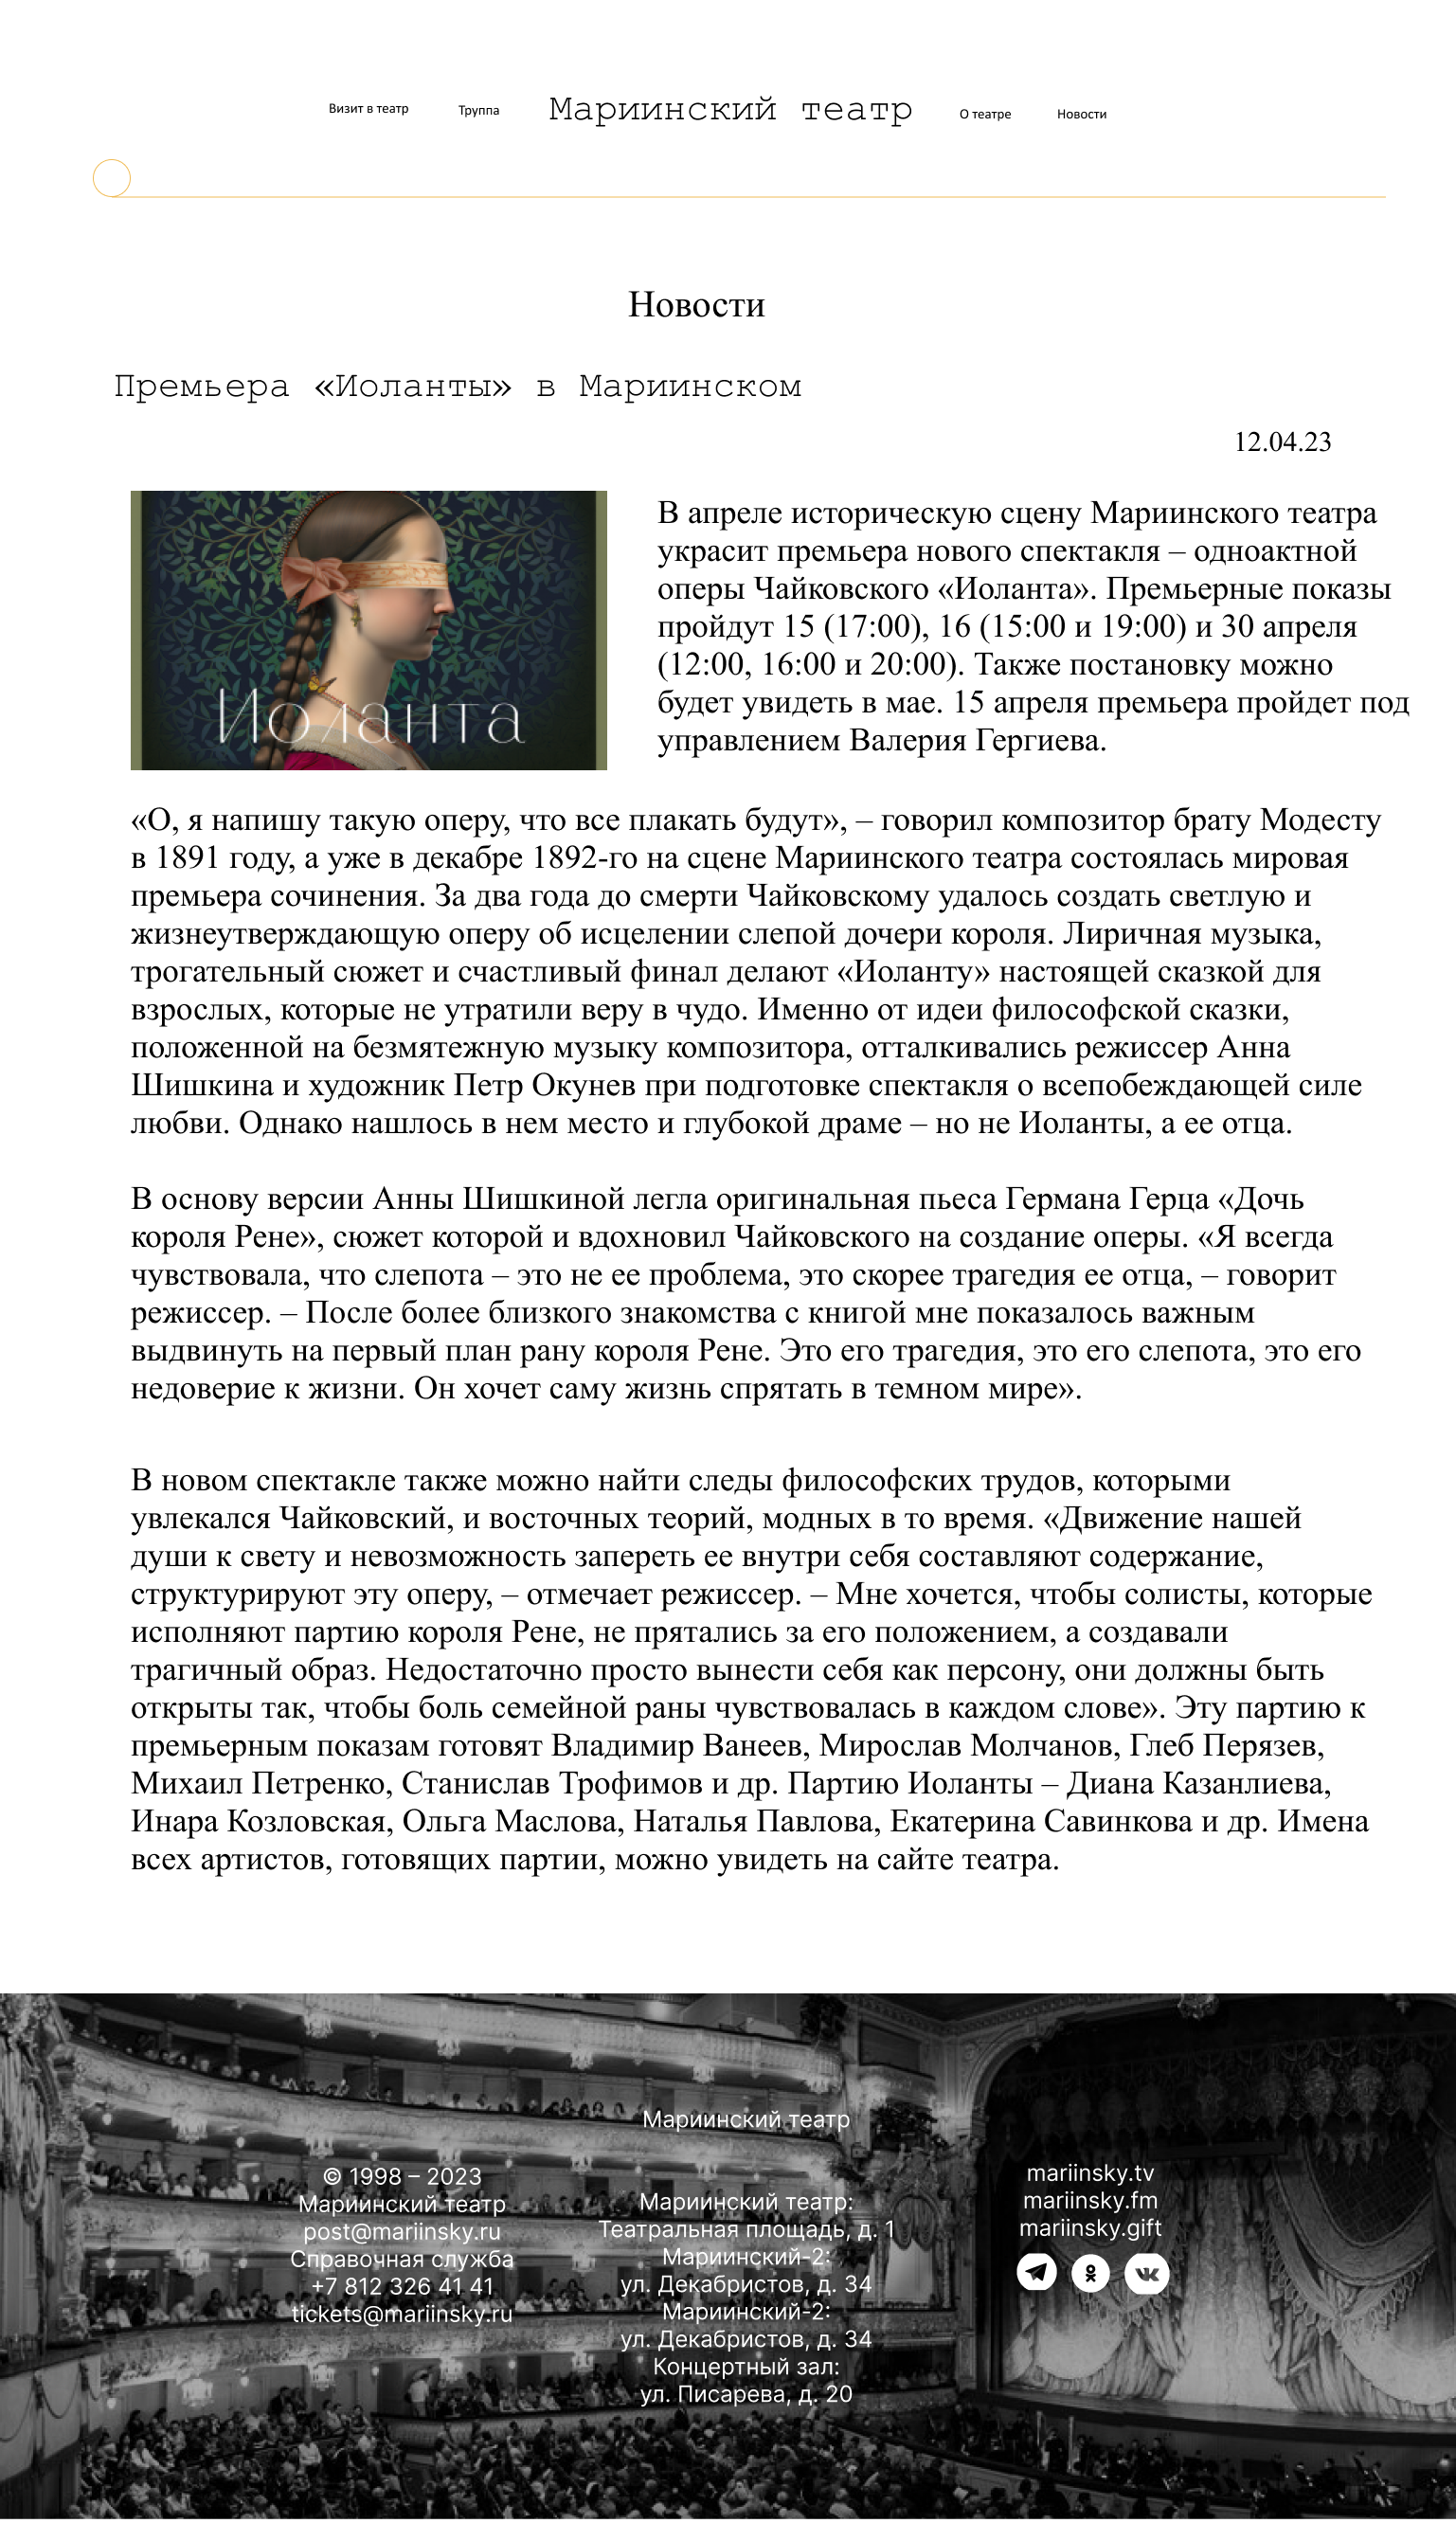 Визит в театр
Труппа
Мариинский театр
О театре
Новости
Новости
Премьера «Иоланты» в Мариинском
12.04.23
Иоланта
В апреле историческую сцену Мариинского театра
украсит премьера нового спектакля – одноактной
оперы Чайковского «Иоланта». Премьерные показы
пройдут 15 (17:00), 16 (15:00 и 19:00) и 30 апреля
(12:00, 16:00 и 20:00). Также постановку можно
будет увидеть в мае. 15 апреля премьера пройдет под
управлением Валерия Гергиева.
«О, я напишу такую оперу, что все плакать будут», – говорил композитор брату Модесту
в 1891 году, а уже в декабре 1892-го на сцене Мариинского театра состоялась мировая
премьера сочинения. За два года до смерти Чайковскому удалось создать светлую и
жизнеутверждающую оперу об исцелении слепой дочери короля. Лиричная музыка,
трогательный сюжет и счастливый финал делают «Иоланту» настоящей сказкой для
взрослых, которые не утратили веру в чудо. Именно от идеи философской сказки,
положенной на безмятежную музыку композитора, отталкивались режиссер Анна
Шишкина и художник Петр Окунев при подготовке спектакля о всепобеждающей силе
любви. Однако нашлось в нем место и глубокой драме – но не Иоланты, а ее отца.
В основу версии Анны Шишкиной легла оригинальная пьеса Германа Герца «Дочь
короля Рене», сюжет которой и вдохновил Чайковского на создание оперы. «Я всегда
чувствовала, что слепота – это не ее проблема, это скорее трагедия ее отца, – говорит
режиссер. – После более близкого знакомства с книгой мне показалось важным
выдвинуть на первый план рану короля Рене. Это его трагедия, это его слепота, это его
недоверие к жизни. Он хочет саму жизнь спрятать в темном мире».
В новом спектакле также можно найти следы философских трудов, которыми
увлекался Чайковский, и восточных теорий, модных в то время. «Движение нашей
души к свету и невозможность запереть ее внутри себя составляют содержание,
структурируют эту оперу, – отмечает режиссер. – Мне хочется, чтобы солисты, которые
исполняют партию короля Рене, не прятались за его положением, а создавали
трагичный образ. Недостаточно просто вынести себя как персону, они должны быть
открыты так, чтобы боль семейной раны чувствовалась в каждом слове». Эту партию к
премьерным показам готовят Владимир Ванеев, Мирослав Молчанов, Глеб Перязев,
Михаил Петренко, Станислав Трофимов и др. Партию Иоланты – Диана Казанлиева,
Инара Козловская, Ольга Маслова, Наталья Павлова, Екатерина Савинкова и др. Имена
всех артистов, готовящих партии, можно увидеть на сайте театра.
© 1998 – 2023
Мариинский театр
post@mariinsky.ru
Справочная служба
+7 812 326 41 41
tickets@mariinsky.ru
Мариинский театр
Мариинский театр:
Театральная площадь, д. 1
Мариинский-2:
ул. Декабристов, д. 34
Мариинский-2:
ул. Декабристов, д. 34
Концертный зал:
ул. Писарева, д. 20
mariinsky.tv
mariinsky.fm
mariinsky.gift